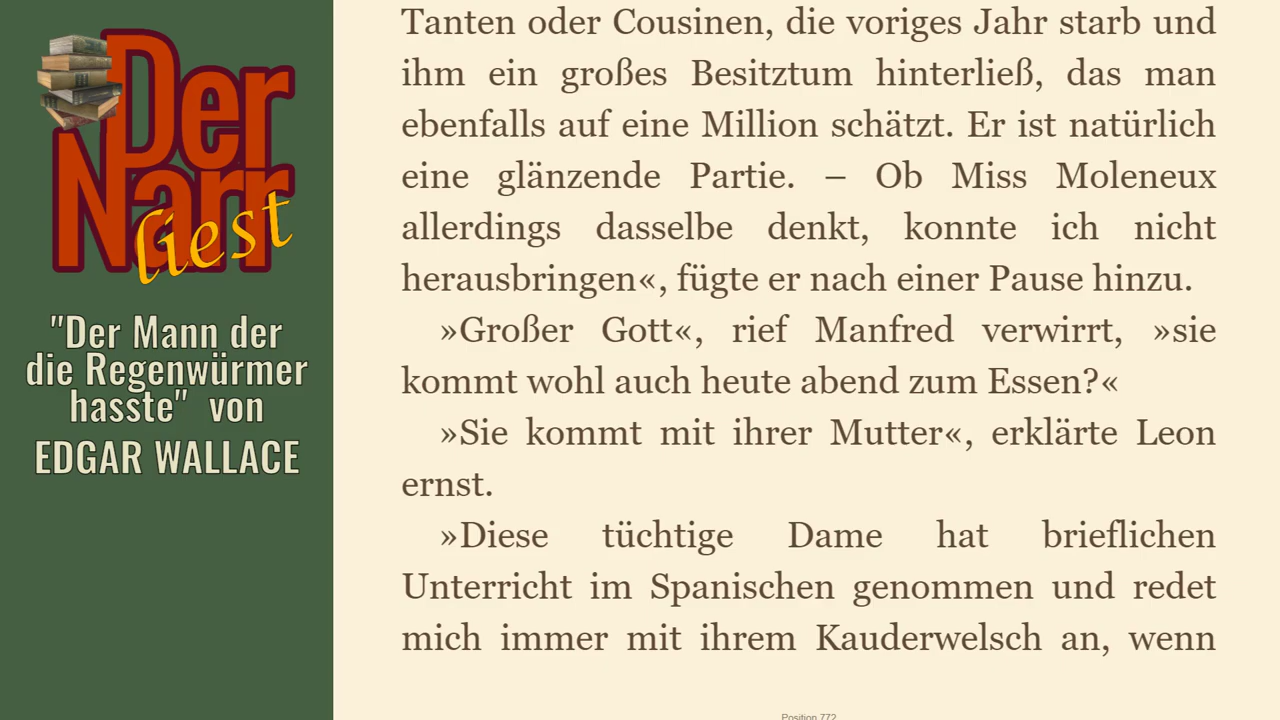 Der
Narr
liest
"Der Mann der
die Regenwürmer
hasste" von
EDGAR WALLACE
Tanten oder Cousinen, die voriges Jahr starb und
ihm ein großes Besitztum hinterließ, das man
ebenfalls auf eine Million schätzt. Er ist natürlich
eine glänzende Partie. – Ob Miss Moleneux
allerdings dasselbe denkt, konnte ich nicht
herausbringen«, fügte er nach einer Pause hinzu.
»Großer Gott«, rief Manfred verwirrt, »sie
kommt wohl auch heute abend zum Essen?«
»Sie kommt mit ihrer Mutter«, erklärte Leon
ernst.
»Diese tüchtige Dame hat brieflichen
Unterricht im Spanischen genommen und redet
mich immer mit ihrem Kauderwelsch an, wenn
Position 772